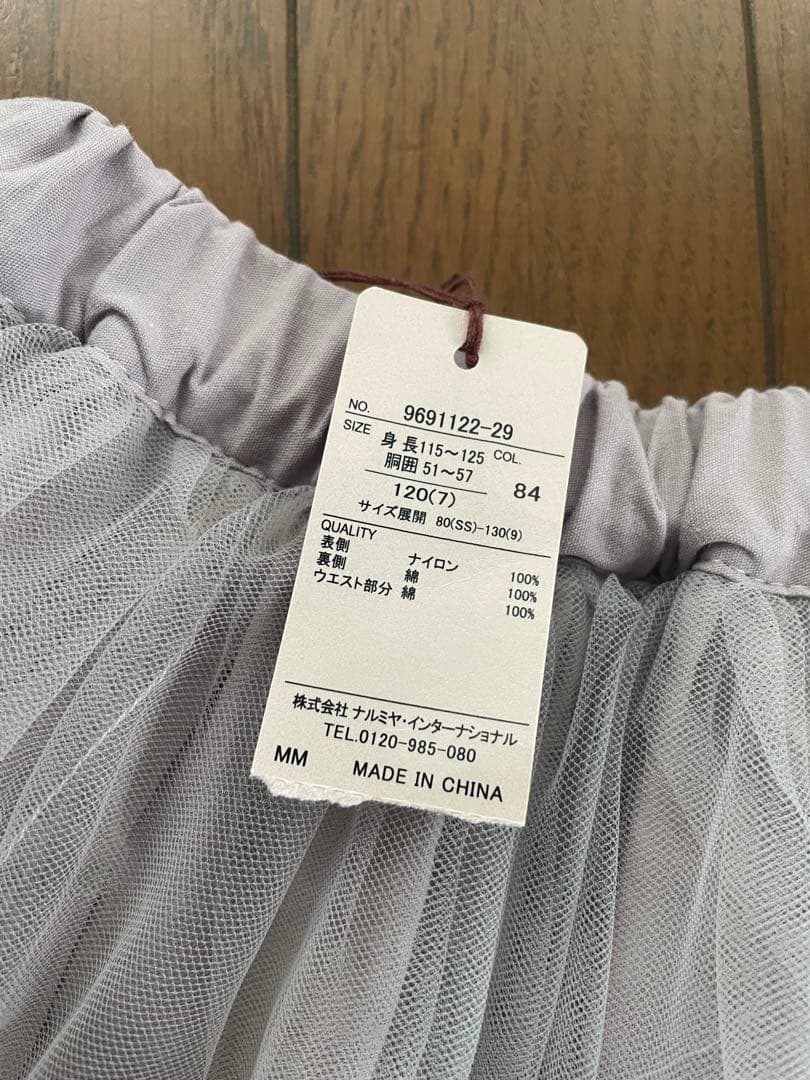 NO. 9691122-29
SIZE 身 長115～125 COL.
胴囲 51～57 84
120(7)
サイズ展開 80(SS)-130(9)
QUALITY
表側 ナイロン 100%
裏側 綿 100%
ウエスト部分 綿 100%
株式会社 ナルミヤ・インターナショナル
TEL.0120-985-080
MM MADE IN CHINA